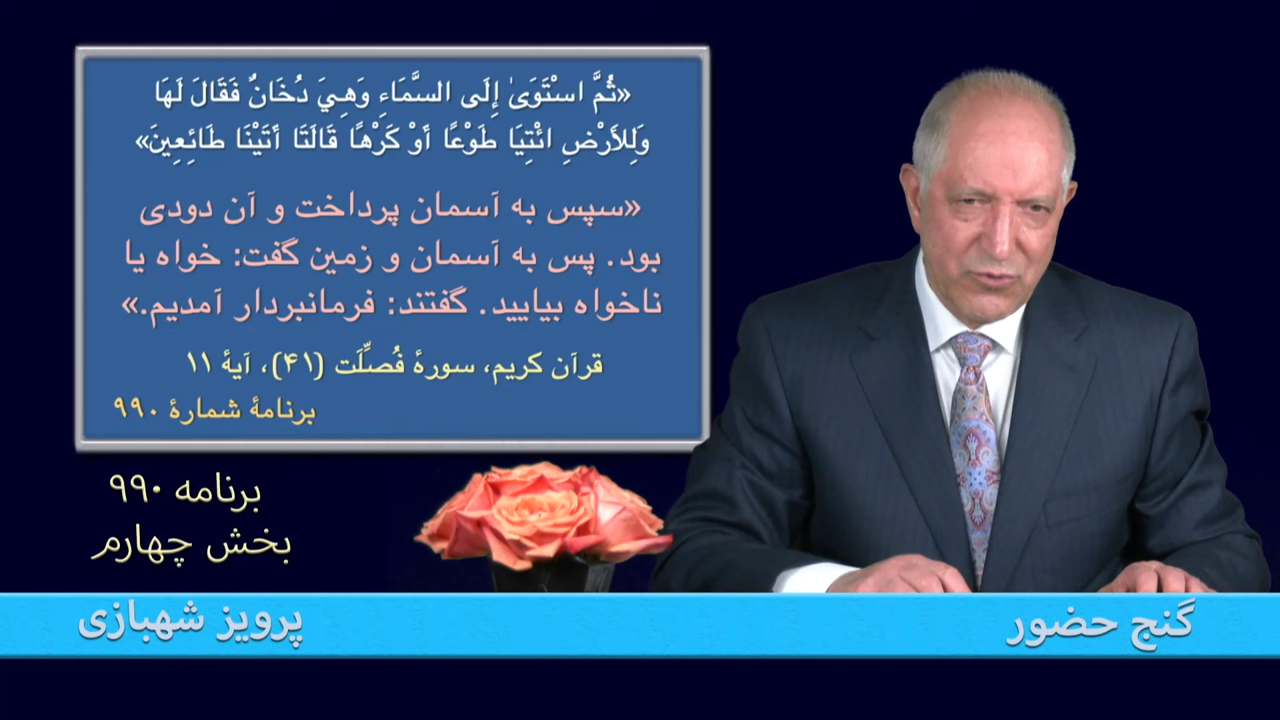 «ثُمَّ اسْتَوَىٰ إِلَى السَّمَاءِ وَهِيَ دُخَانٌ فَقَالَ لَهَا
وَلِلْأَرْضِ ائْتِيَا طَوْعًا أَوْ كَرْهًا قَالَتَا أَتَيْنَا طَائِعِينَ»
«سپس به آسمان پرداخت و آن دودی
بود. پس به آسمان و زمین گفت: خواه یا
ناخواه بیایید. گفتند: فرمانبردار آمدیم.»
قرآن کریم، سورهٔ فُصِّلَت (۴۱)، آیهٔ ۱۱
برنامهٔ شمارهٔ ۹۹۰
برنامه ۹۹۰
بخش چهارم
گنج حضور
پرویز شهبازی